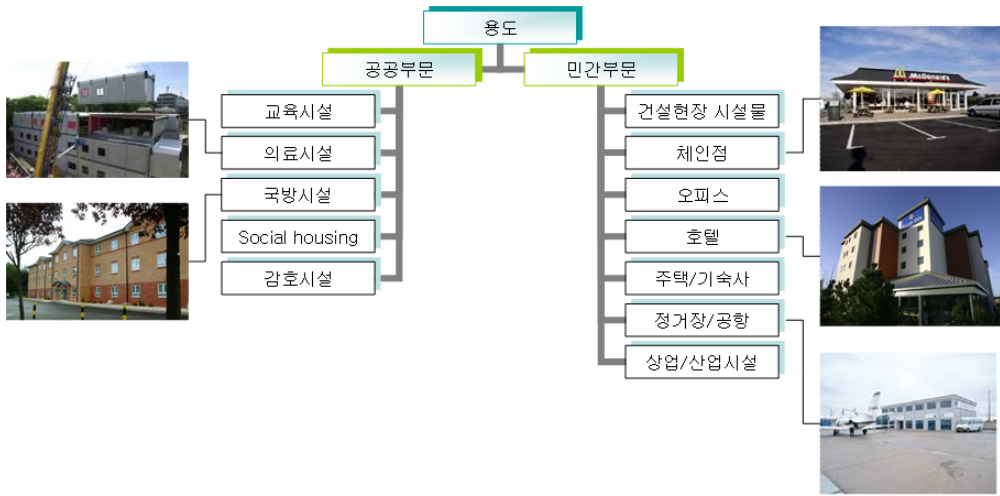 용도
공공부문
민간부문
교육시설
의료시설
국방시설
Social housing
감호시설
건설현장 시설물
체인점
오피스
호텔
주택/기숙사
정거장/공항
상업/산업시설
McDonald's